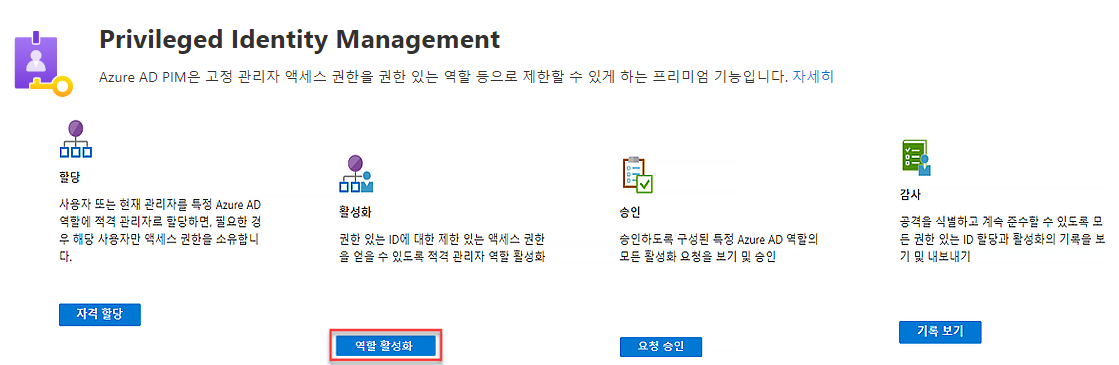 Privileged Identity Management
Azure AD PIM은 고정 관리자 액세스 권한을 권한 있는 역할 등으로 제한할 수 있게 하는 프리미엄 기능입니다. 자세히
할당
사용자 또는 현재 관리자를 특정 Azure AD
역할에 적격 관리자로 할당하면, 필요한 경
우 해당 사용자만 액세스 권한을 소유합니
다.
자격 할당
활성화
권한 있는 ID에 대한 제한 있는 액세스 권한
을 얻을 수 있도록 적격 관리자 역할 활성화
역할 활성화
승인
승인하도록 구성된 특정 Azure AD 역할의
모든 활성화 요청을 보기 및 승인
요청 승인
감사
공격을 식별하고 계속 준수할 수 있도록 모
든 권한 있는 ID 할당과 활성화의 기록을 보
기 및 내보내기
기록 보기